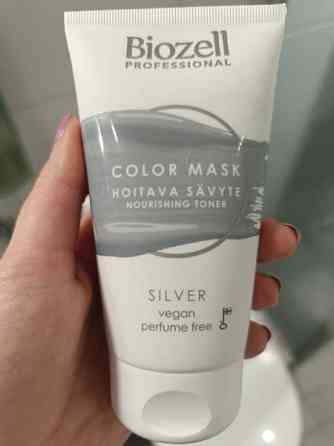 Biozell
PROFESSIONAL
COLOR MASK
HOITAVA SÄVYTE
NOURISHING TONER
SILVER
vegan
perfume free